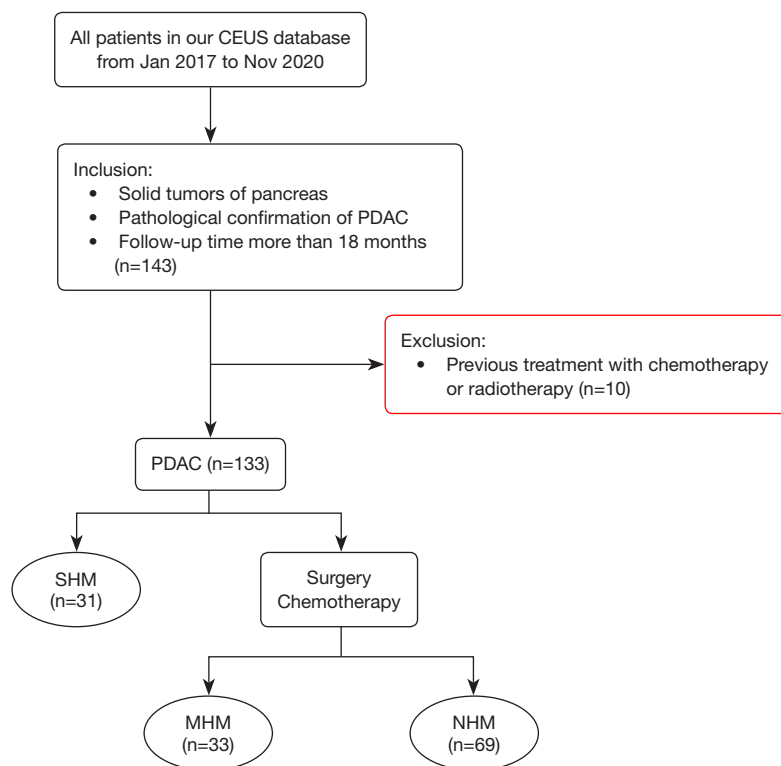 All patients in our CEUS database
from Jan 2017 to Nov 2020
Inclusion:
• Solid tumors of pancreas
• Pathological confirmation of PDAC
• Follow-up time more than 18 months
(n=143)
Exclusion:
• Previous treatment with chemotherapy
or radiotherapy (n=10)
PDAC (n=133)
SHM
(n=31)
Surgery
Chemotherapy
MHM
(n=33)
NHM
(n=69)